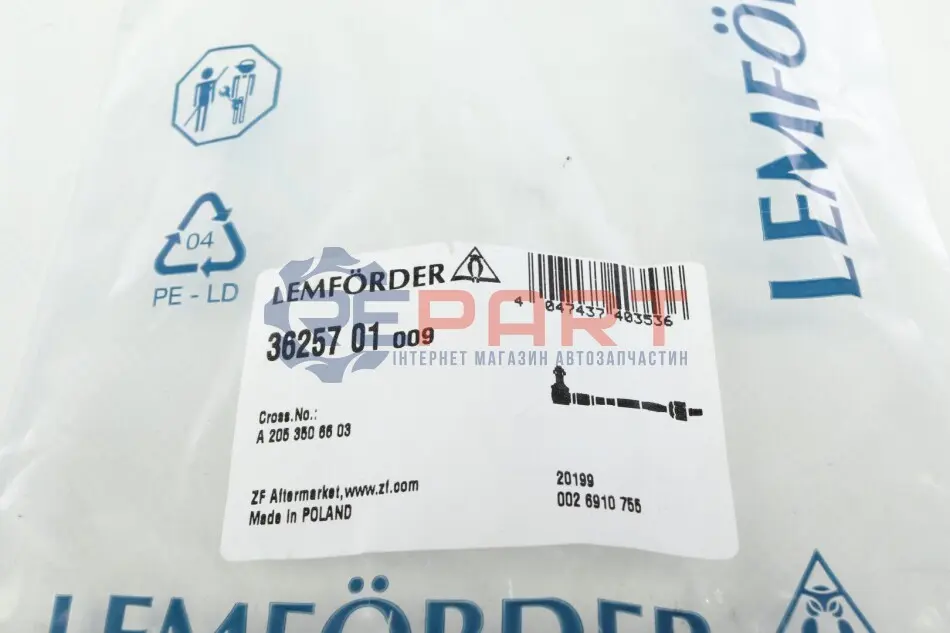 LEMFÖRDER
04
PE - LD
LEMFÖRDER
4 047437 403536
36257 01 009
PEPART
ІНТЕРНЕТ МАГАЗИН АВТОЗАПЧАСТИН
Cross.No.:
A 205 350 66 03
ZF Aftermarket,www.zf.com
Made in POLAND
20199
002 6910 755
LEMFÖRDER